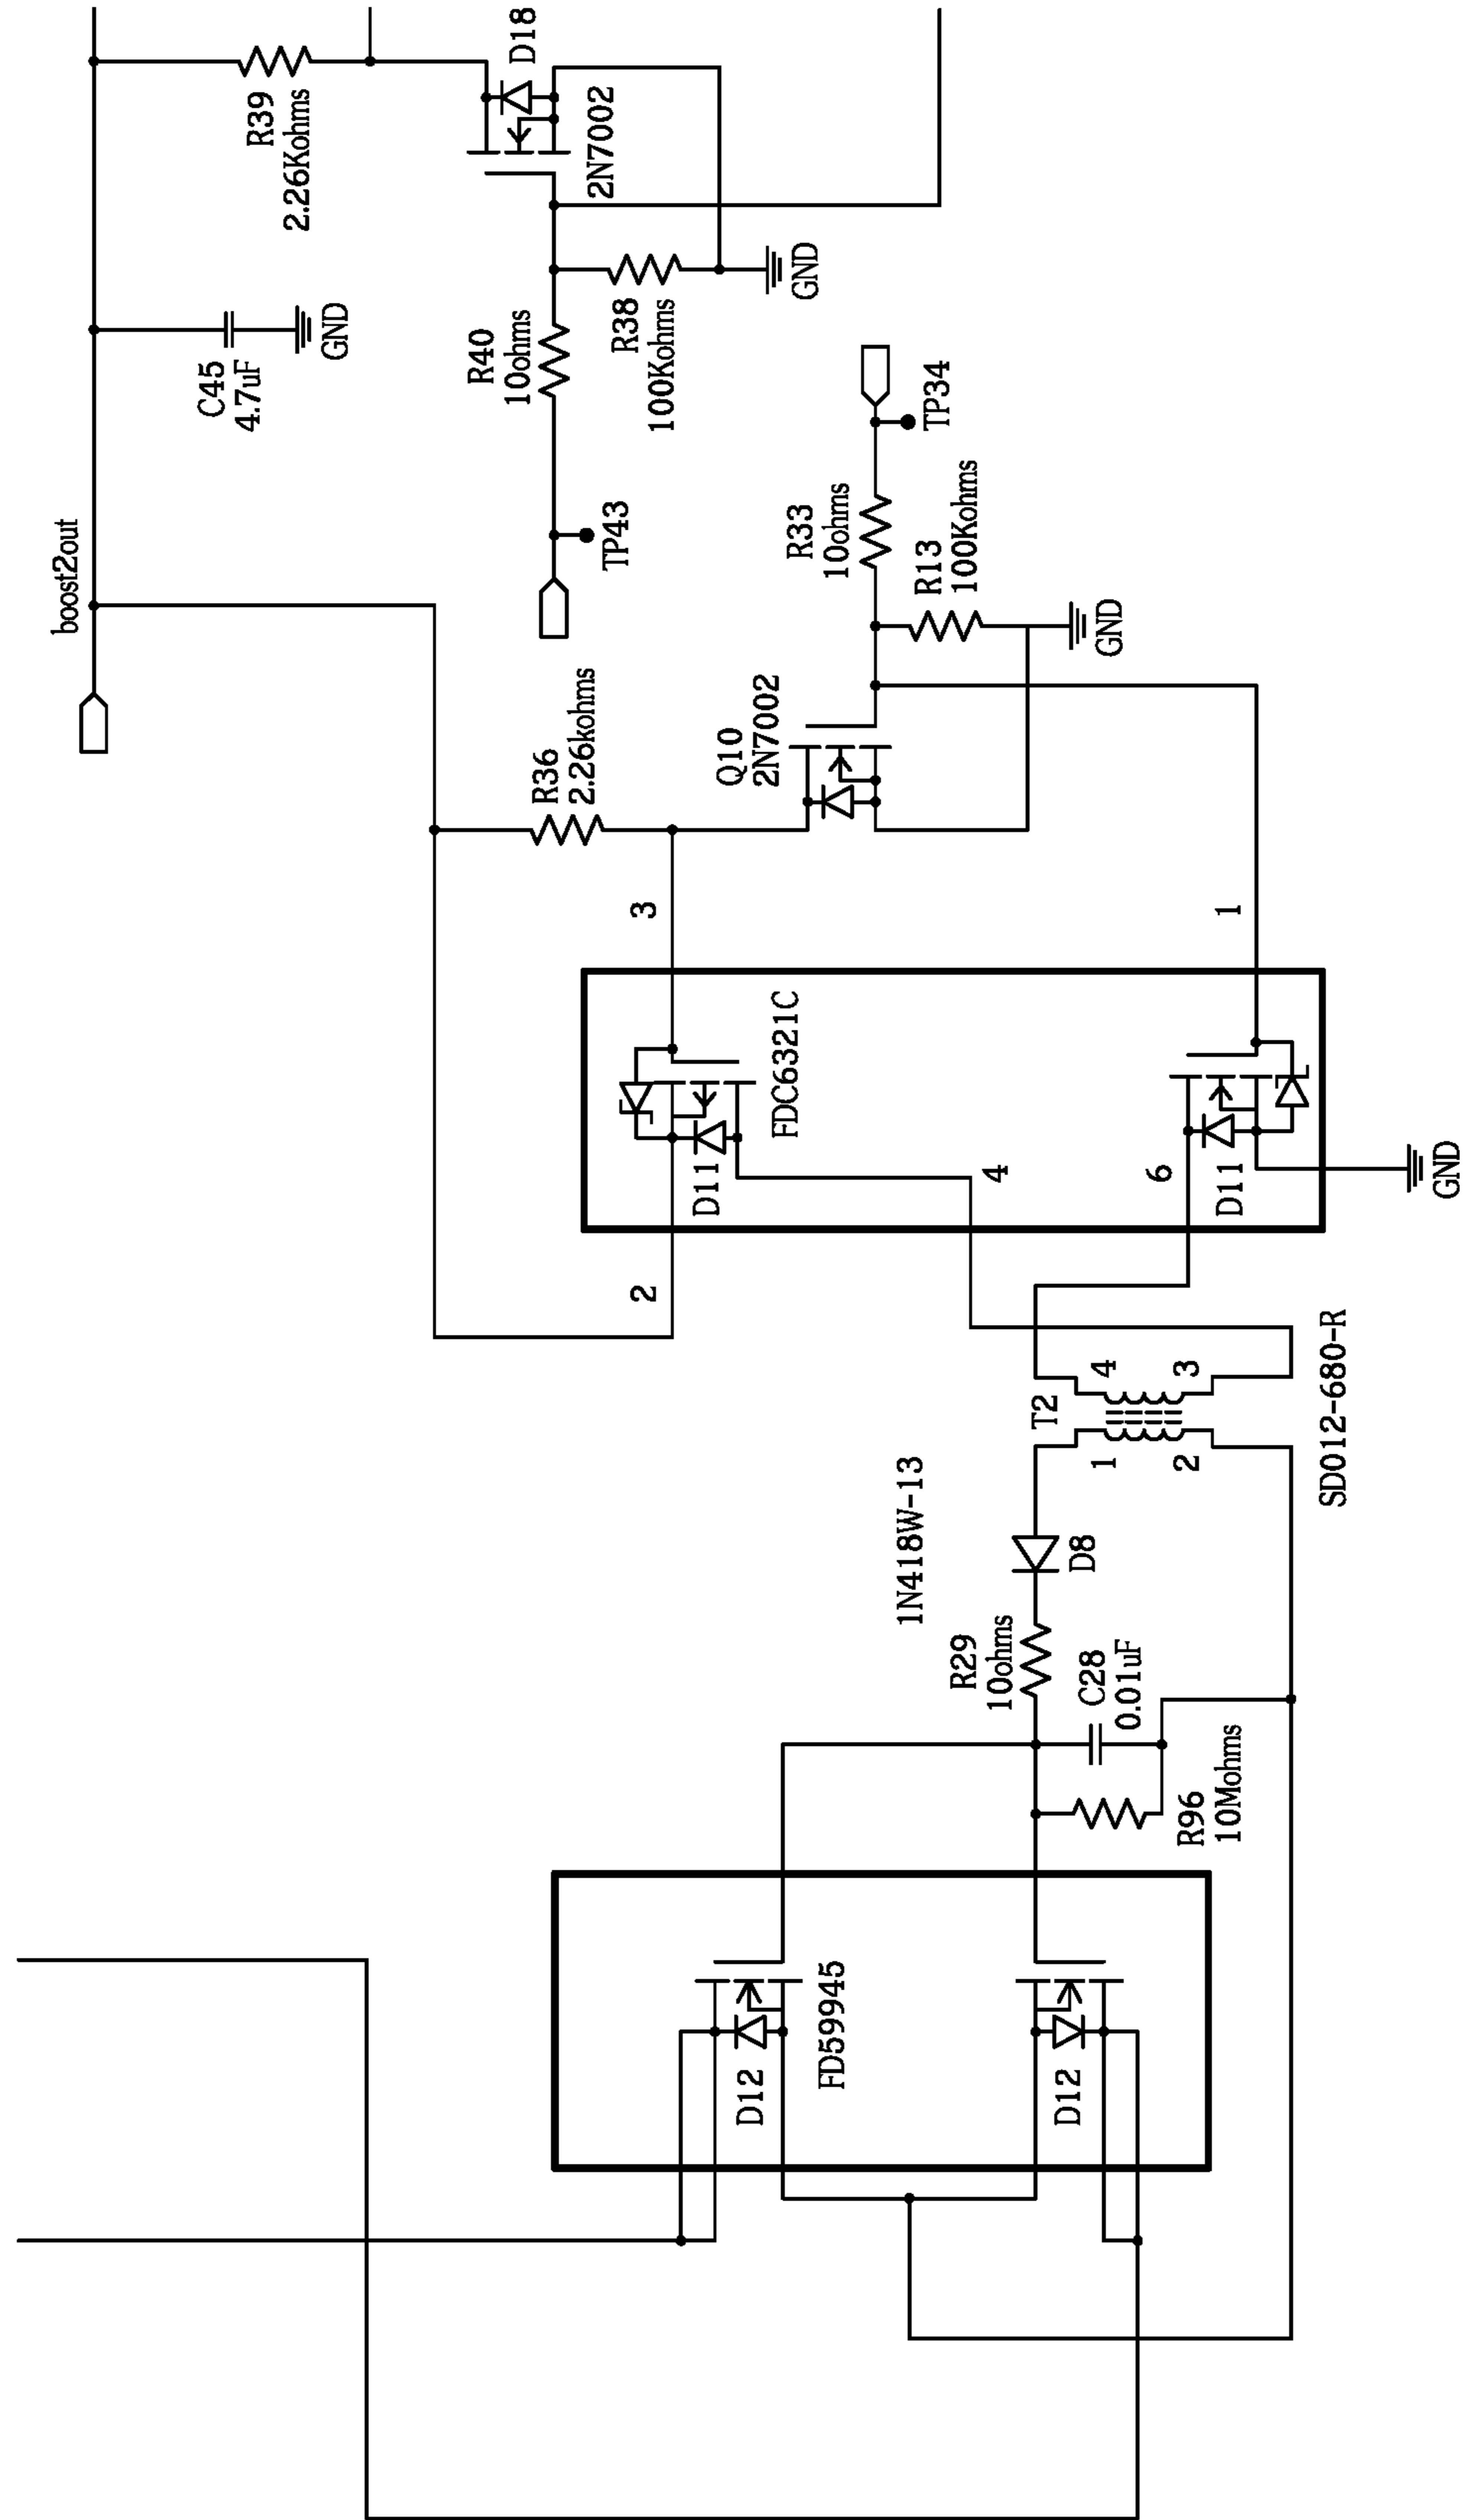 D18
2N7002
R39
2.26Kohms
GND
C45
4.7uF
GND
R40
10ohms
R38
100Kohms
TP34
boost2out
TP43
R33
10ohms
R13
100Kohms
GND
R36
2.26kohms
Q10
2N7002
3
1
FDC6321C
D11
4
6
D11
GND
2
T2
4
3
1
2
SD012-680-R
1N418W-13
D8
R29
10ohms
C28
0.01uF
R96
10Mohms
FD59945
D12
D12